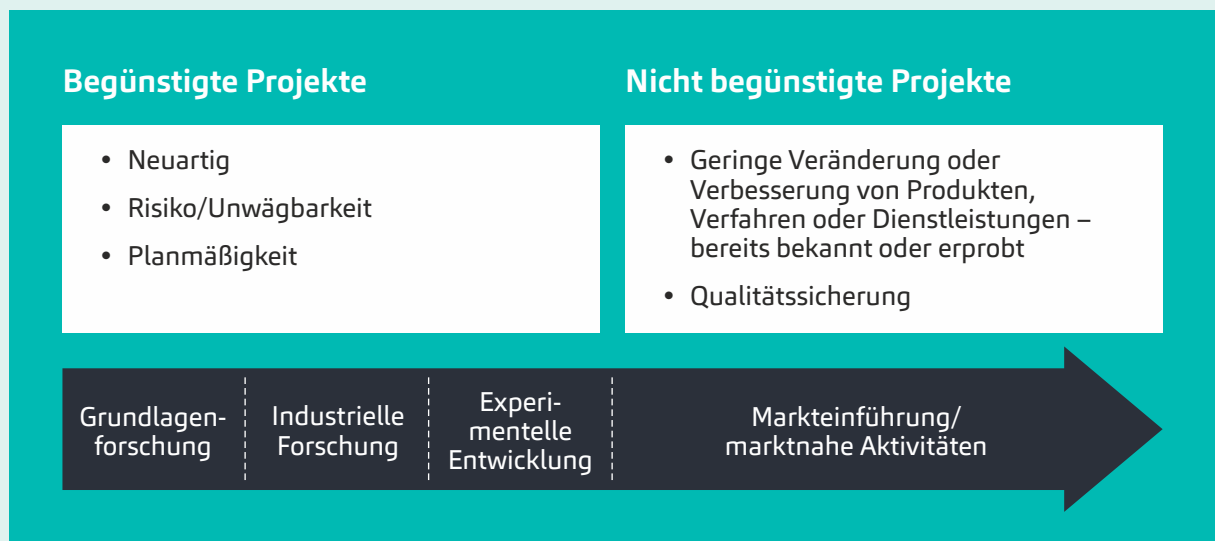 Begünstigte Projekte
• Neuartig
• Risiko/Unwägbarkeit
• Planmäßigkeit
Nicht begünstigte Projekte
• Geringe Veränderung oder
Verbesserung von Produkten,
Verfahren oder Dienstleistungen –
bereits bekannt oder erprobt
• Qualitätssicherung
Grundlagen-
forschung
Industrielle
Forschung
Experi-
mentelle
Entwicklung
Markteinführung/
marktnahe Aktivitäten